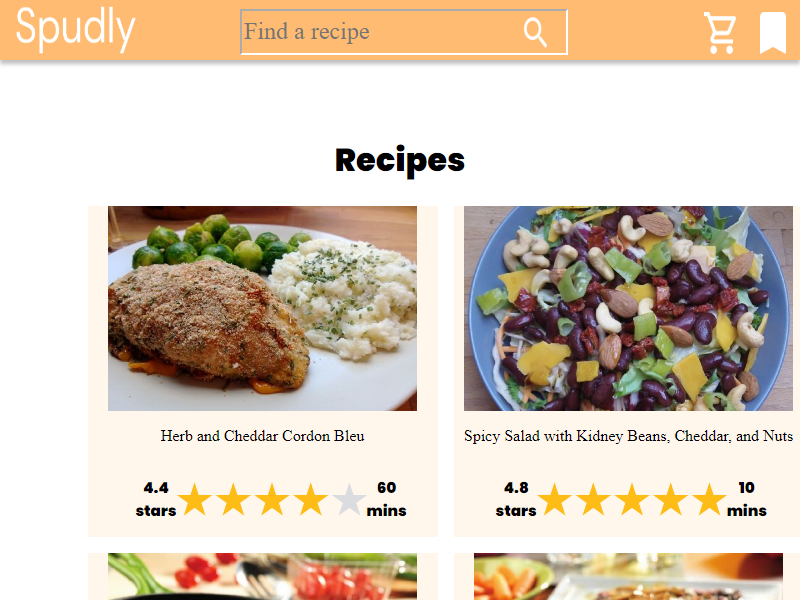 Spudly
Find a recipe
Recipes
Herb and Cheddar Cordon Bleu
4.4
stars
60
mins
Spicy Salad with Kidney Beans, Cheddar, and Nuts
4.8
stars
10
mins